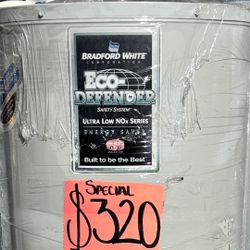 BRADFORD WHITE
CORPORATION
ECO-
DEFENDER
SAFETY SYSTEM
ULTRA LOW NOx SERIES
ENERGY SAVER
Built to be the Best
SPECIAL
$320